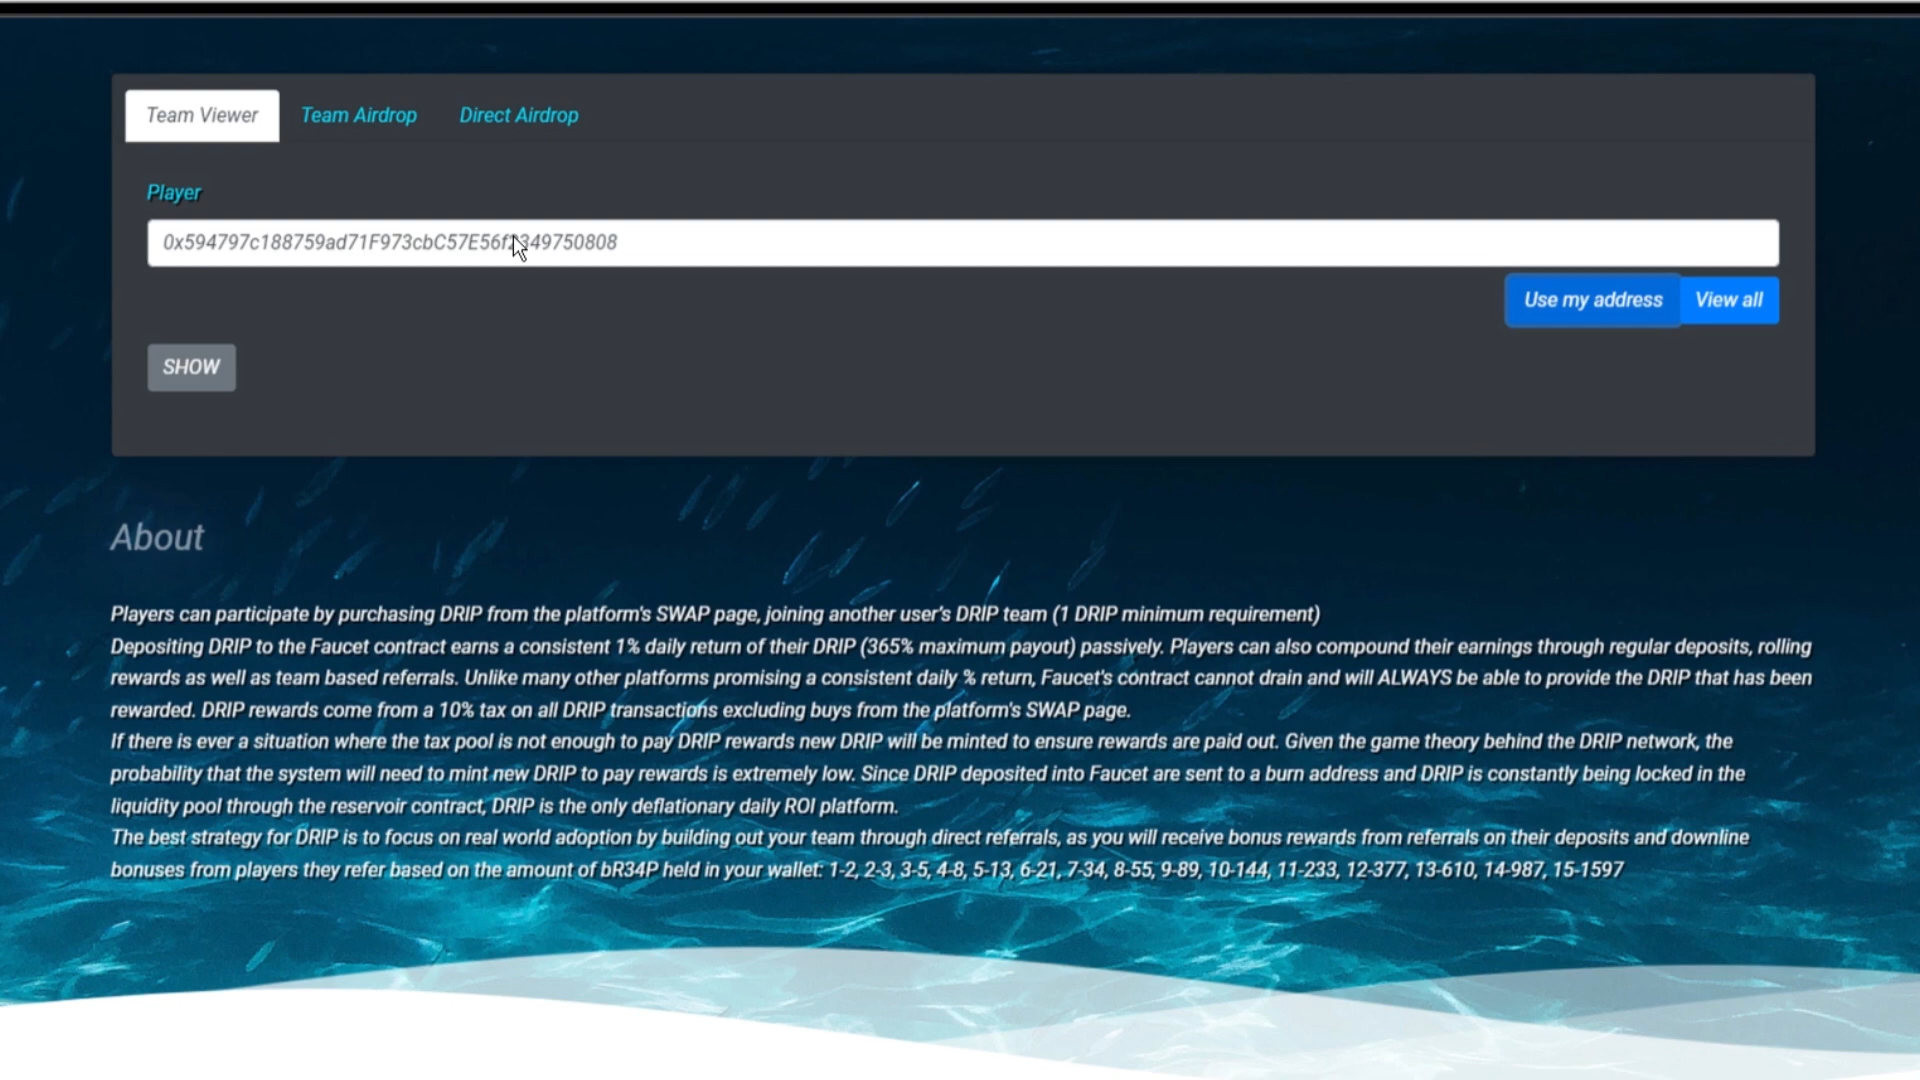 Team Viewer Team Airdrop Direct Airdrop
Player
Use my address View all
SHOW
About
Players can participate by purchasing DRIP from the platform's SWAP page, joining another user's DRIP team (1 DRIP minimum requirement)
Depositing DRIP to the Faucet contract earns a consistent 1% daily return of their DRIP (365% maximum payout) passively. Players can also compound their earnings through regular deposits, rolling
rewards as well as team based referrals. Unlike many other platforms promising a consistent daily % return, Faucet's contract cannot drain and will ALWAYS be able to provide the DRIP that has been
rewarded. DRIP rewards come from a 10% tax on all DRIP transactions excluding buys from the platform's SWAP page.
If there is ever a situation where the tax pool is not enough to pay DRIP rewards new DRIP will be minted to ensure rewards are paid out. Given the game theory behind the DRIP network, the
probability that the system will need to mint new DRIP to pay rewards is extremely low. Since DRIP deposited into Faucet are sent to a burn address and DRIP is constantly being locked in the
liquidity pool through the reservoir contract, DRIP is the only deflationary daily ROI platform.
The best strategy for DRIP is to focus on real world adoption by building out your team through direct referrals, as you will receive bonus rewards from referrals on their deposits and downline
bonuses from players they refer based on the amount of bR34P held in your wallet: 1-2, 2-3, 3-5, 4-8, 5-13, 6-21, 7-34, 8-55, 9-89, 10-144, 11-233, 12-377, 13-610, 14-987, 15-1597